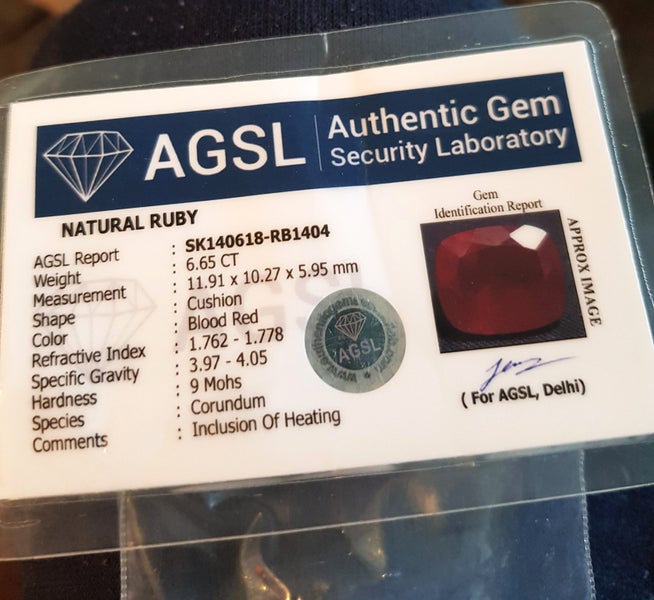 AGSL
Authentic Gem
Security Laboratory
NATURAL RUBY
AGSL Report : SK140618-RB1404
Weight : 6.65 CT
Measurement : 11.91 x 10.27 x 5.95 mm
Shape : Cushion
Color : Blood Red
Refractive Index : 1.762 - 1.778
Specific Gravity : 3.97 - 4.05
Hardness : 9 Mohs
Species : Corundum
Comments : Inclusion Of Heating
Gem
Identification Report
APPROX IMAGE
AGSL
AGSL
( For AGSL, Delhi)